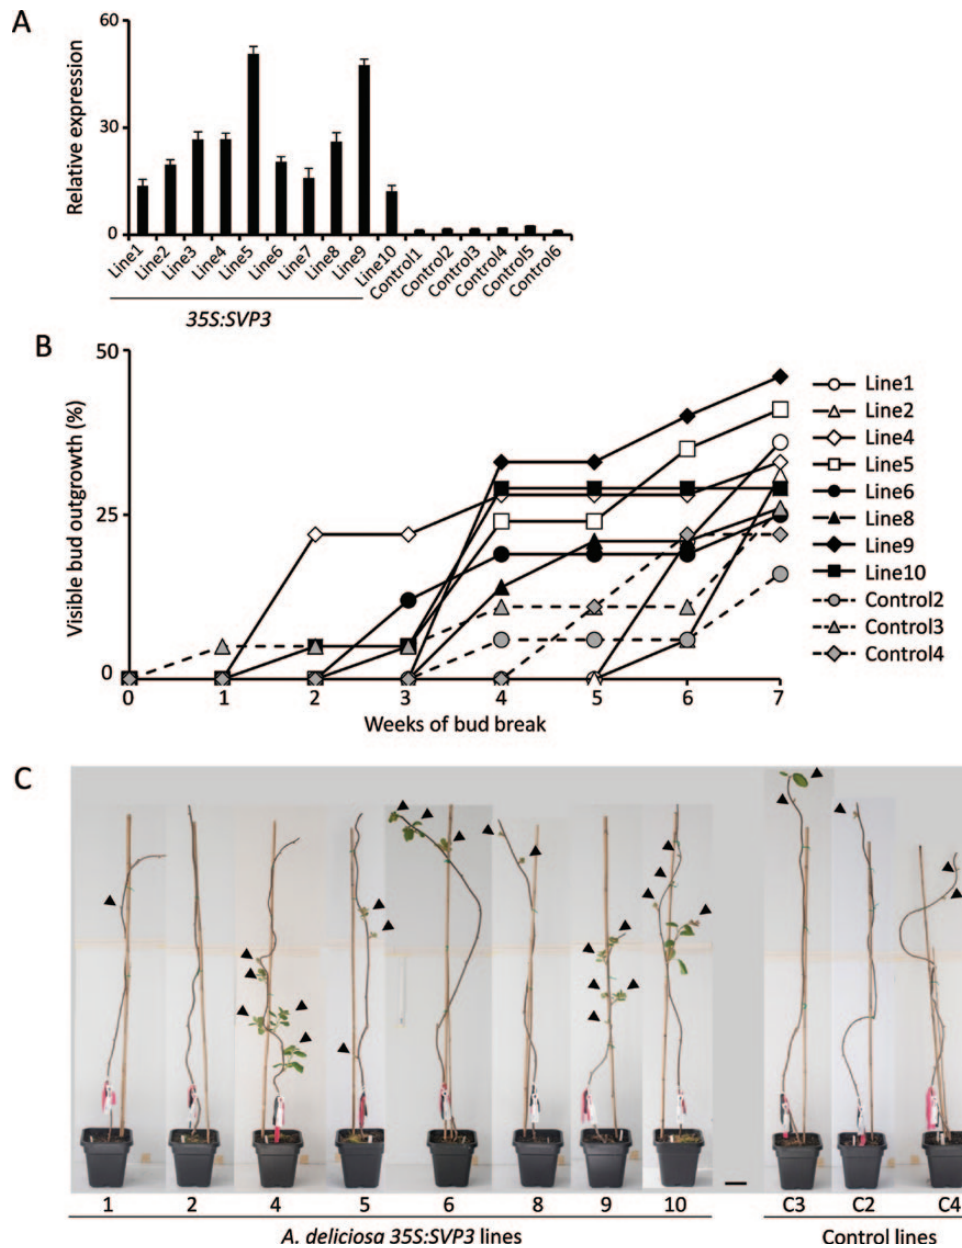 A
60
30
0
Relative expression
Line1
Line2
Line3
Line4
Line5
Line6
Line7
Line8
Line9
Line10
Control1
Control2
Control3
Control4
Control5
Control6
35S:SVP3
B
50
25
0
Visible bud outgrowth (%)
0 1 2 3 4 5 6 7
Weeks of bud break
Line1
Line2
Line4
Line5
Line6
Line8
Line9
Line10
Control2
Control3
Control4
C
1 2 4 5 6 8 9 10 C3 C2 C4
A. deliciosa 35S:SVP3 lines Control lines